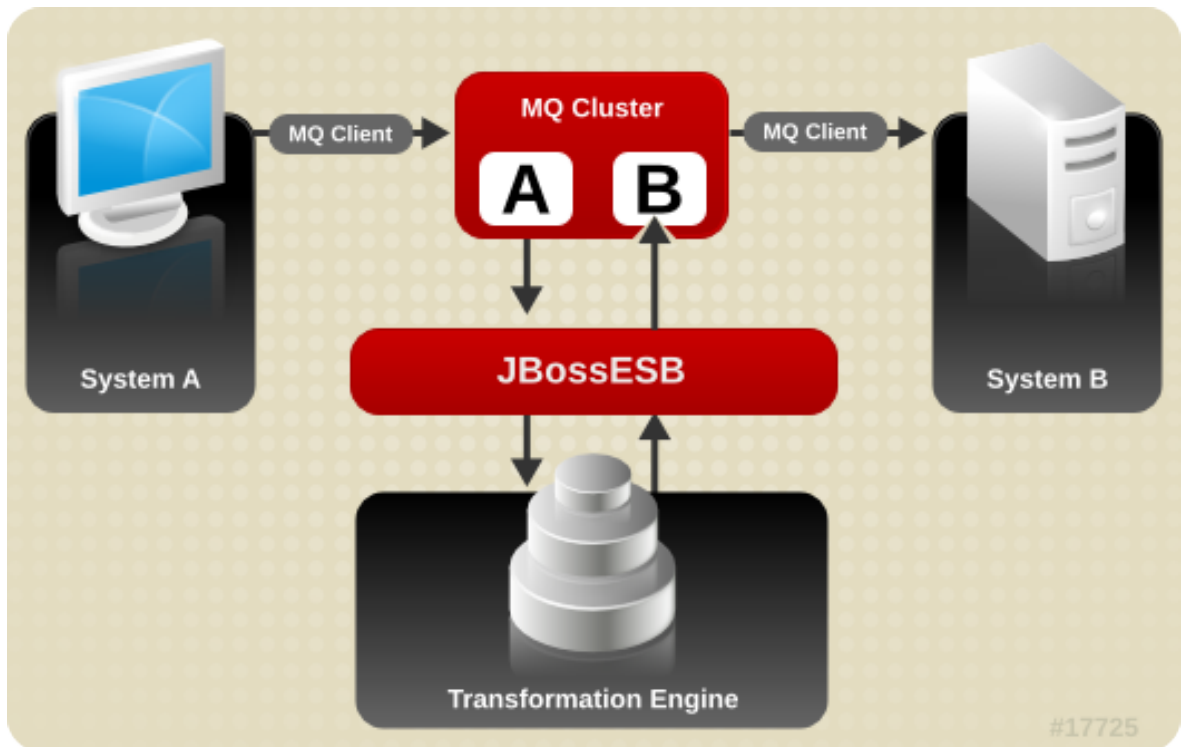 MQ Cluster
MQ Client
MQ Client
A
B
JBossESB
System A
System B
Transformation Engine
#17725